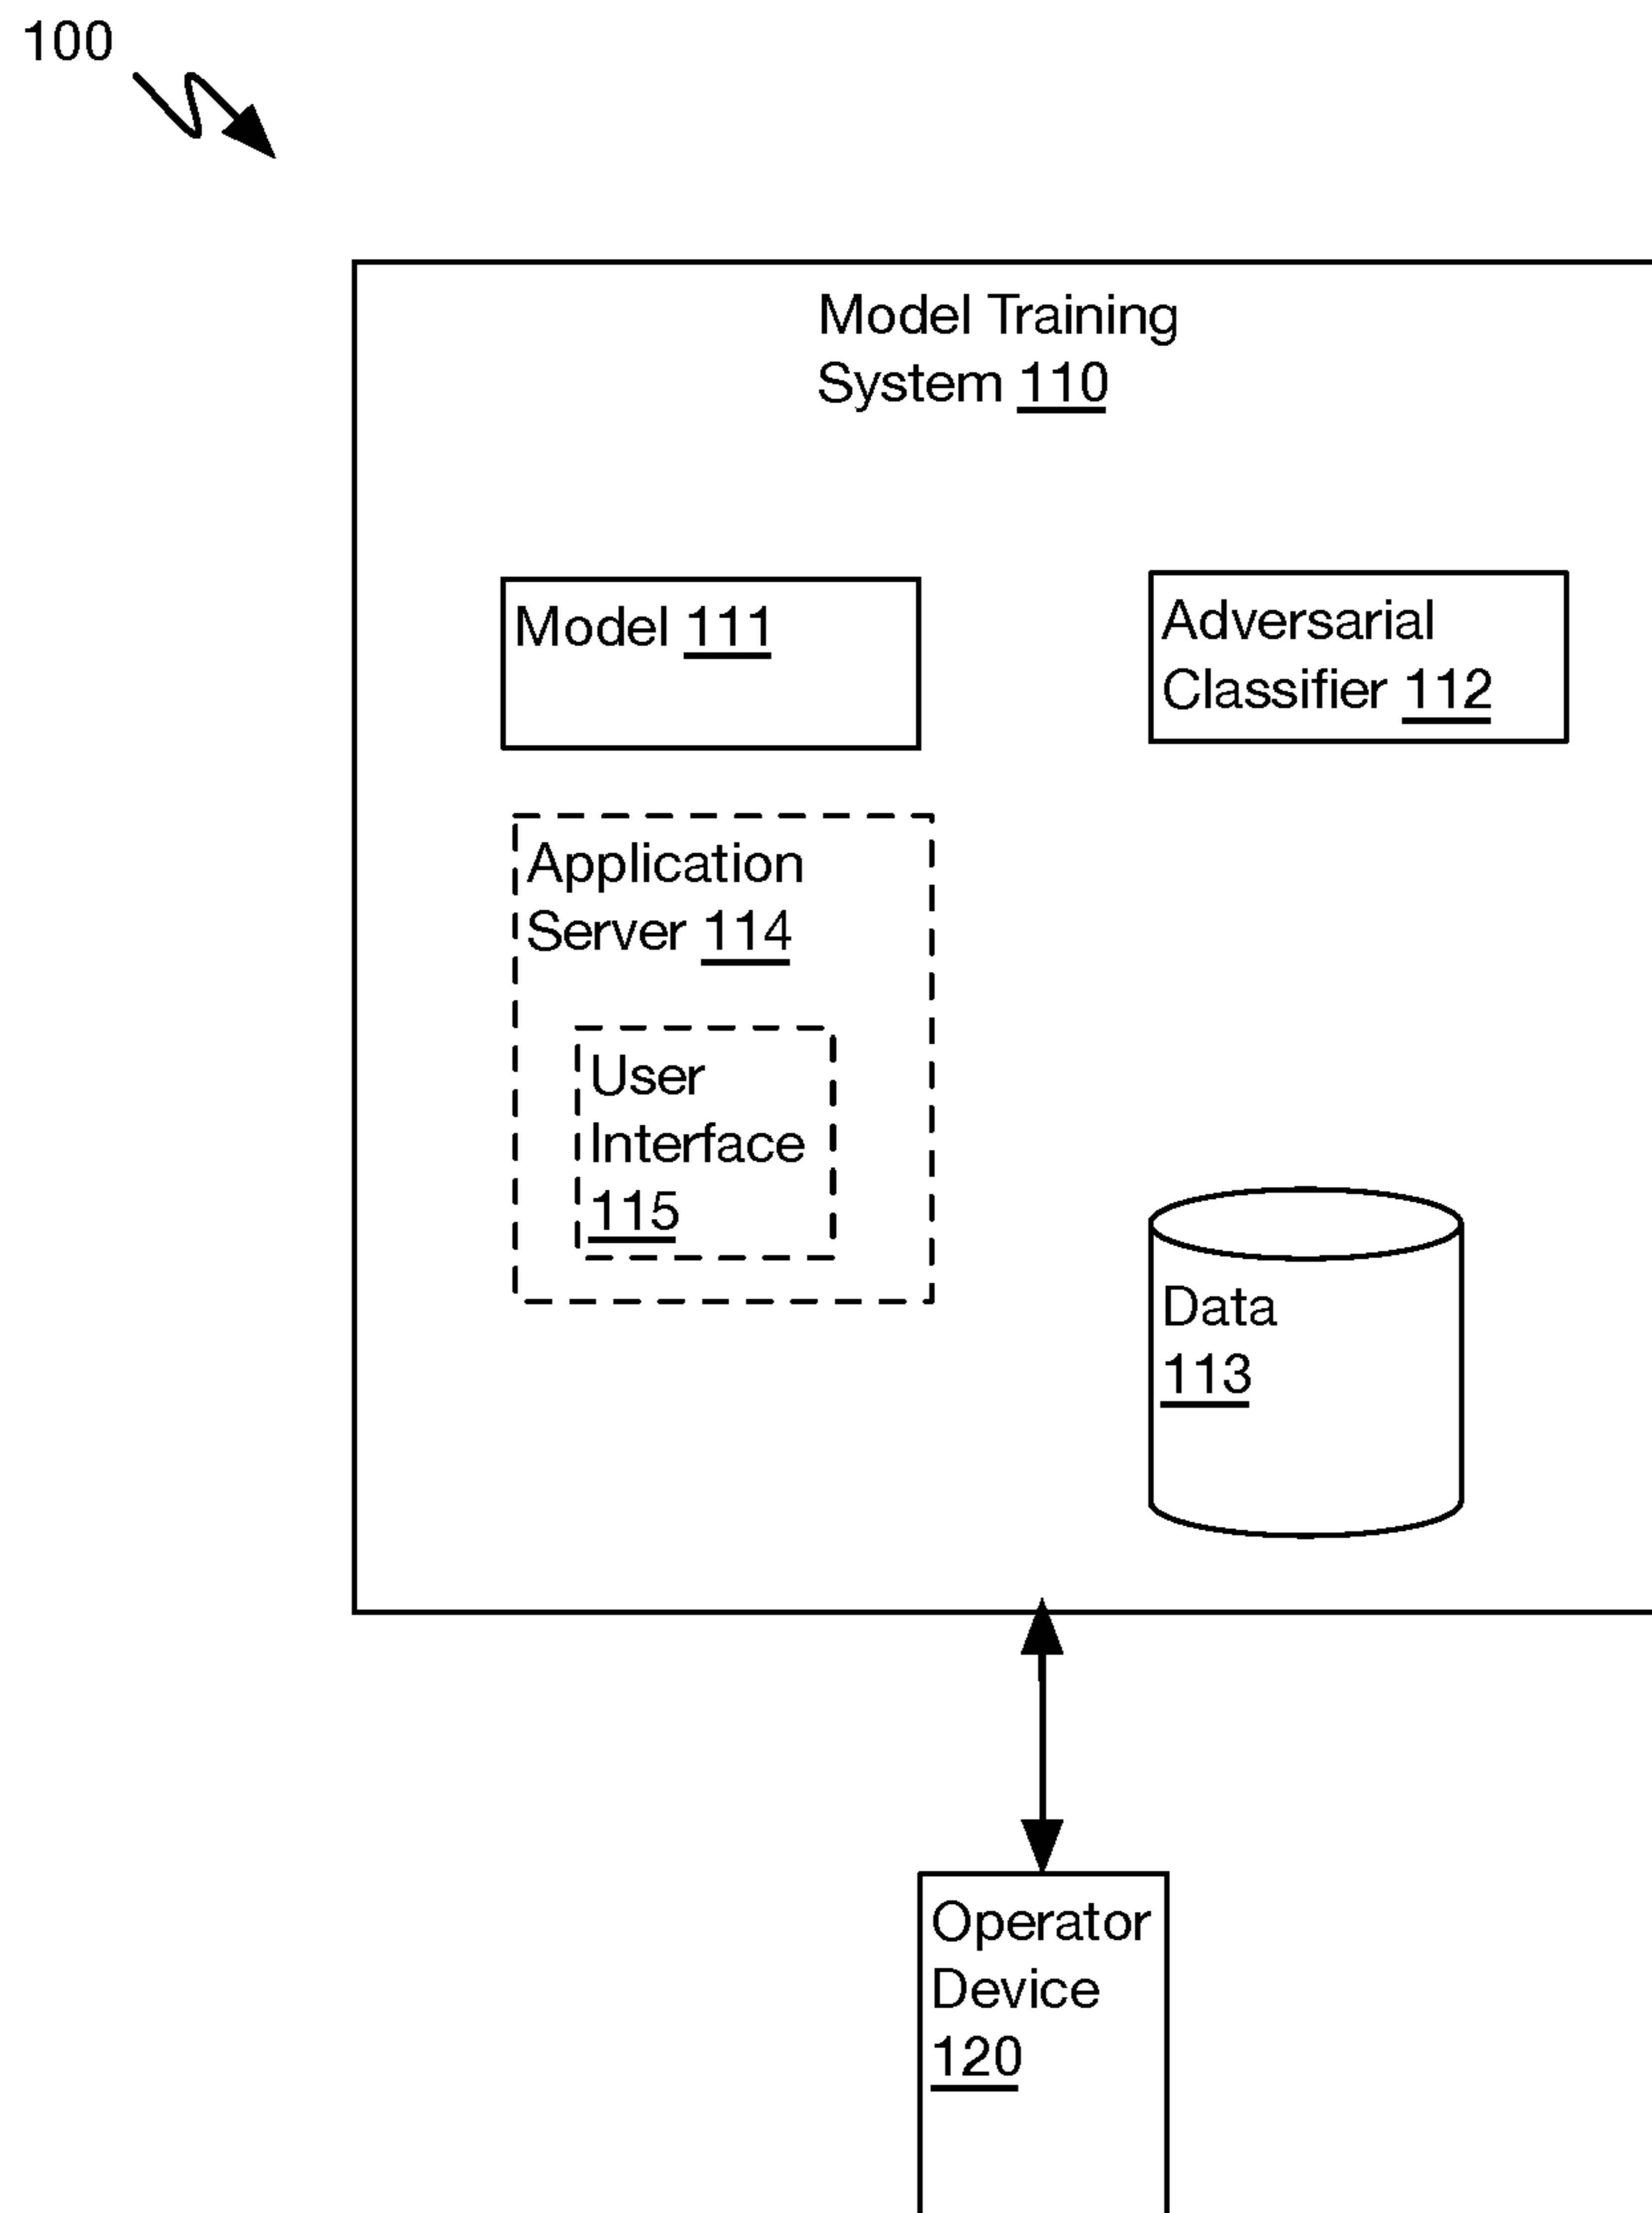 100
Model Training
System 110
Model 111
Adversarial
Classifier 112
Application
Server 114
User
Interface
115
Data
113
Operator
Device
120